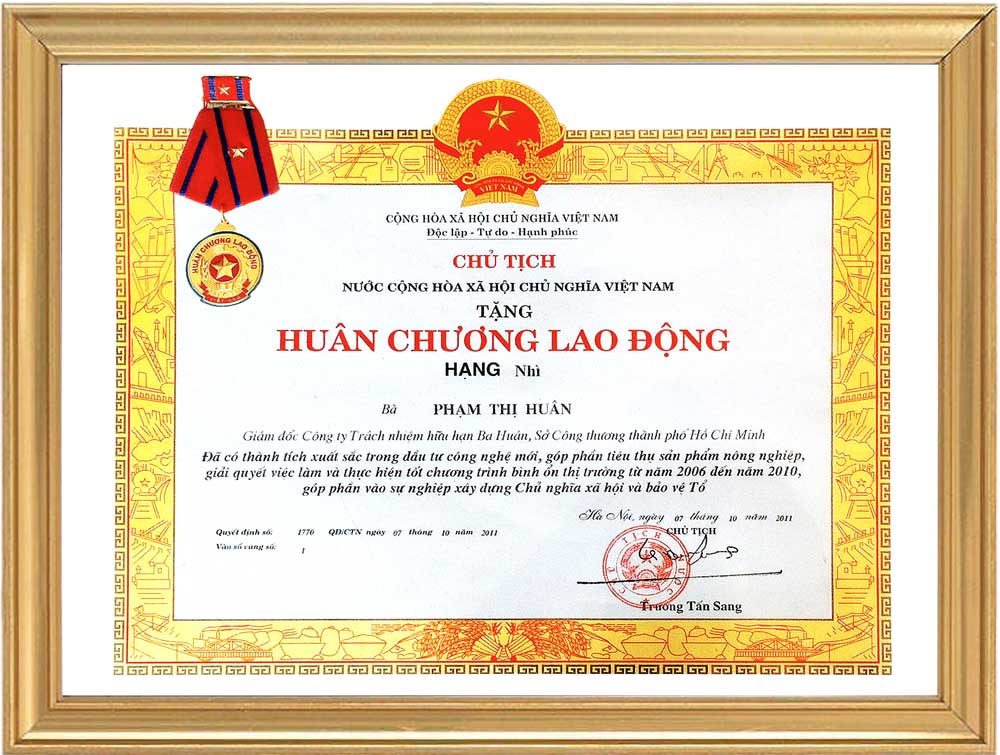 VIỆT NAM
CỘNG HÒA XÃ HỘI CHỦ NGHĨA VIỆT NAM
Độc lập - Tự do - Hạnh phúc
HUÂN CHƯƠNG LAO ĐỘNG
VIỆT NAM
CHỦ TỊCH
NƯỚC CỘNG HÒA XÃ HỘI CHỦ NGHĨA VIỆT NAM
TẶNG
HUÂN CHƯƠNG LAO ĐỘNG
HẠNG Nhì
Bà PHẠM THỊ HUÂN
Giám đốc Công ty Trách nhiệm hữu hạn Ba Huân, Sở Công thương thành phố Hồ Chí Minh
Đã có thành tích xuất sắc trong đầu tư công nghệ mới, góp phần tiêu thụ sản phẩm nông nghiệp,
giải quyết việc làm và thực hiện tốt chương trình bình ổn thị trường từ năm 2006 đến năm 2010,
góp phần vào sự nghiệp xây dựng Chủ nghĩa xã hội và bảo vệ Tổ
Hà Nội, ngày 07 tháng 10 năm 2011
Quyết định số: 1770 QĐ/CTN ngày 07 tháng 10 năm 2011
CHỦ TỊCH
Vào sổ vàng số: 1
CHỦ TỊCH NƯỚC
Trương Tấn Sang